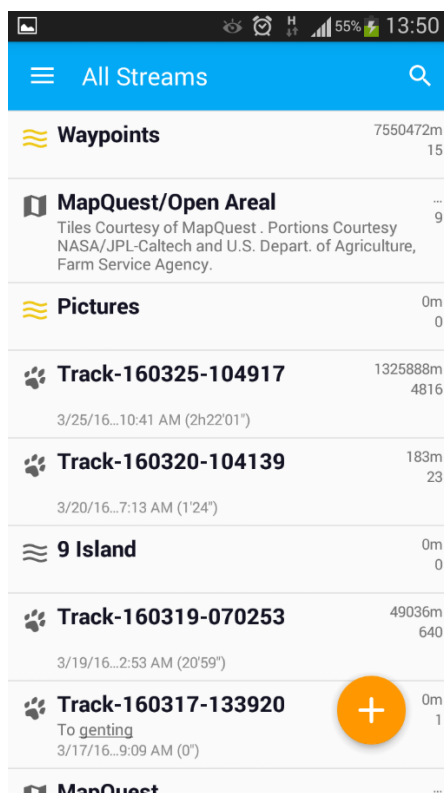 55% 13:50
All Streams
Waypoints 7550472m
15
MapQuest/Open Areal ...
9
Tiles Courtesy of MapQuest . Portions Courtesy
NASA/JPL-Caltech and U.S. Depart. of Agriculture,
Farm Service Agency.
Pictures 0m
0
Track-160325-104917 1325888m
4816
3/25/16...10:41 AM (2h22'01")
Track-160320-104139 183m
23
3/20/16...7:13 AM (1'24")
9 Island 0m
0
Track-160319-070253 49036m
640
3/19/16...2:53 AM (20'59")
Track-160317-133920 0m
1
To genting
3/17/16...9:09 AM (0")
MapQuest ...